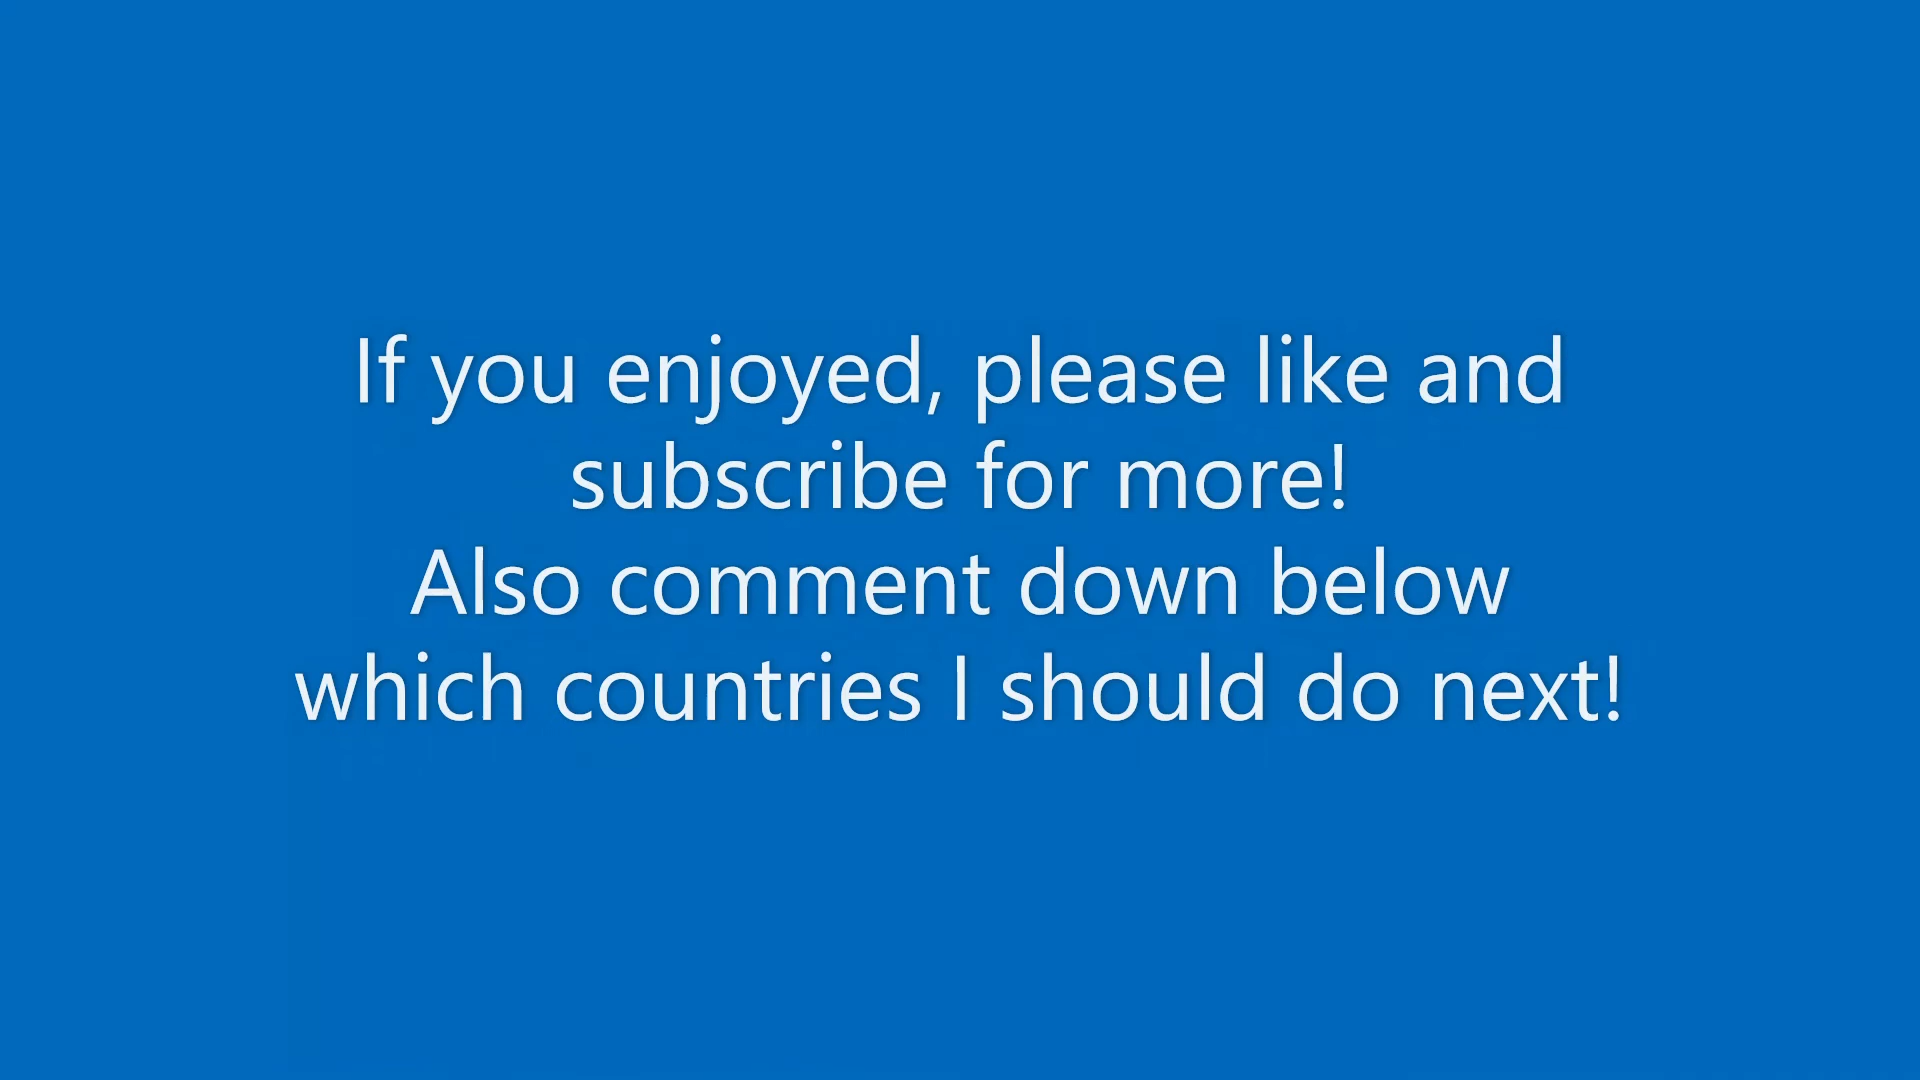 If you enjoyed, please like and
subscribe for more!
Also comment down below
which countries I should do next!